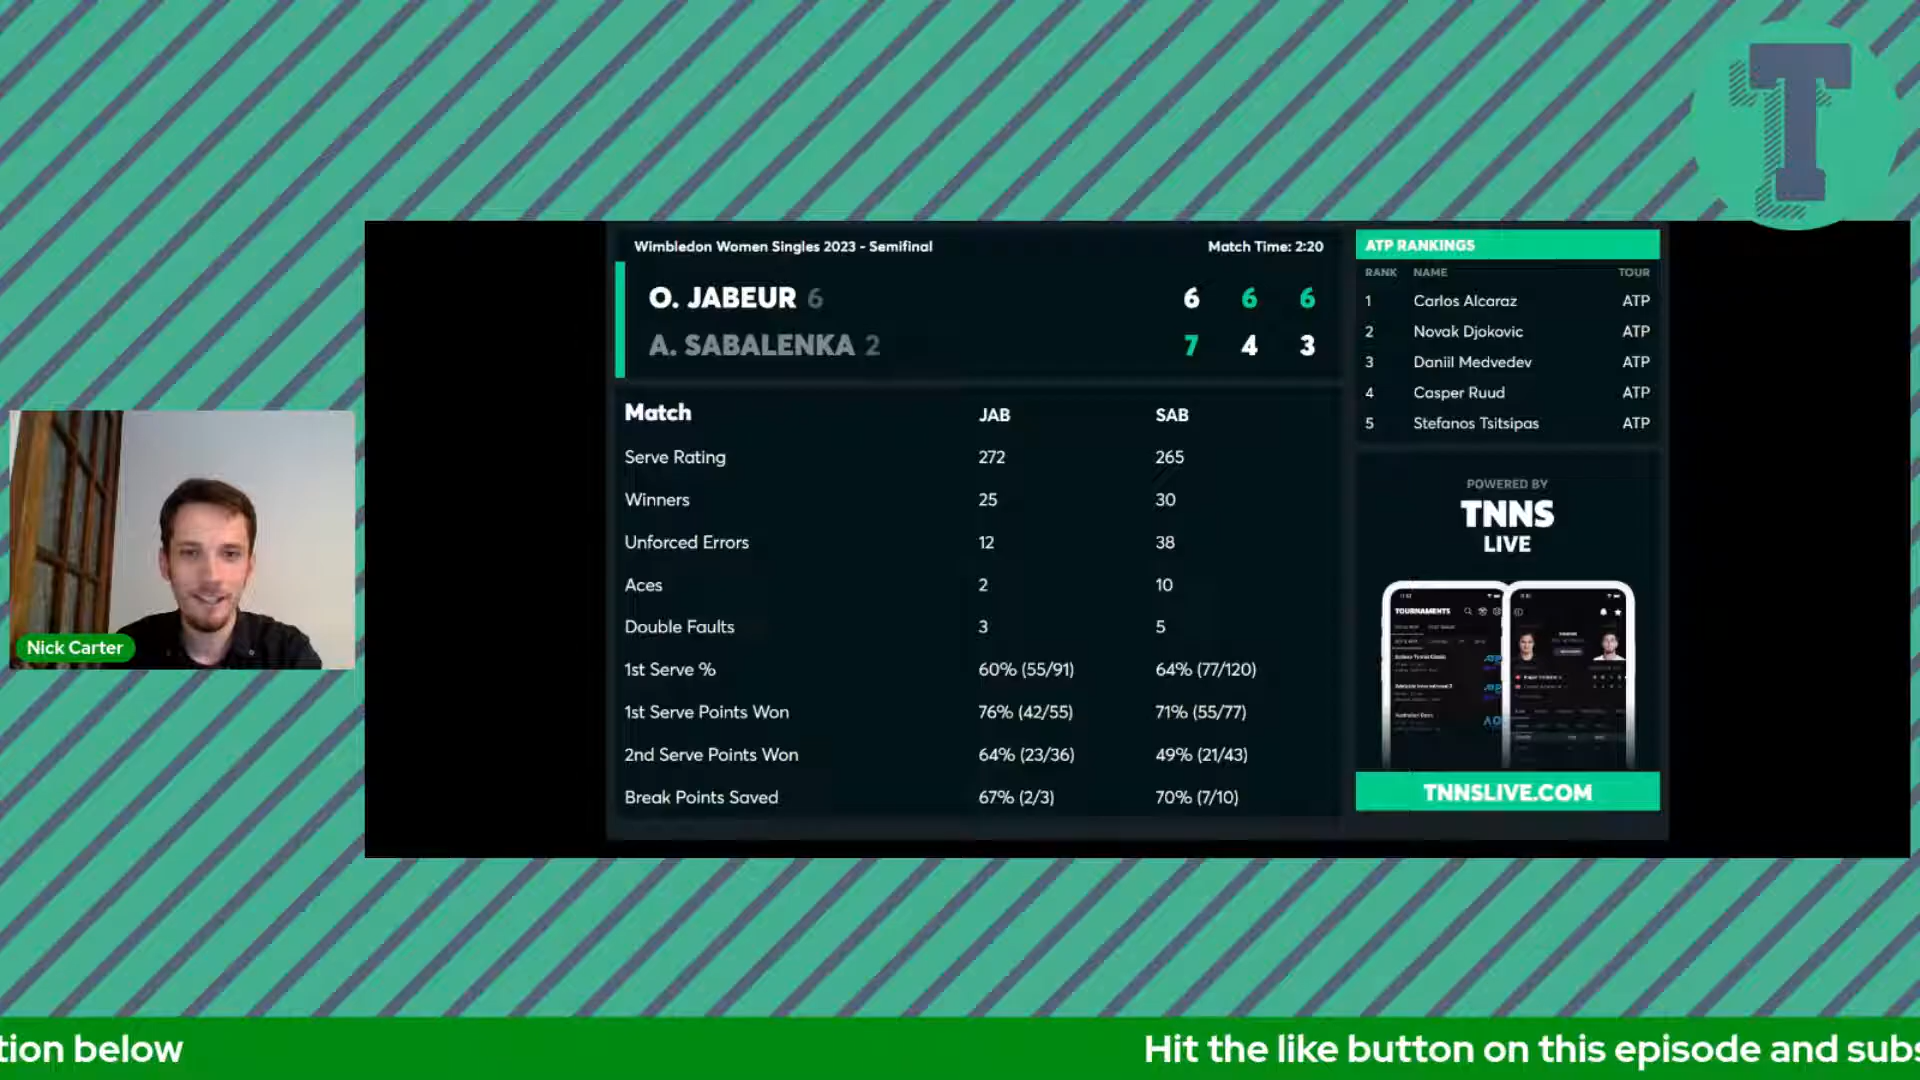 T
Wimbledon Women Singles 2023 - Semifinal
Match Time: 2:20
O. JABEUR 6
6 6 6
A. SABALENKA 2
7 4 3
Match JAB SAB
Serve Rating 272 265
Winners 25 30
Unforced Errors 12 38
Aces 2 10
Double Faults 3 5
1st Serve % 60% (55/91) 64% (77/120)
1st Serve Points Won 76% (42/55) 71% (55/77)
2nd Serve Points Won 64% (23/36) 49% (21/43)
Break Points Saved 67% (2/3) 70% (7/10)
ATP RANKINGS
RANK NAME TOUR
1 Carlos Alcaraz ATP
2 Novak Djokovic ATP
3 Daniil Medvedev ATP
4 Casper Ruud ATP
5 Stefanos Tsitsipas ATP
POWERED BY
TNNS
LIVE
TOURNAMENTS
TNNSLIVE.COM
Nick Carter
tion below
Hit the like button on this episode and subs